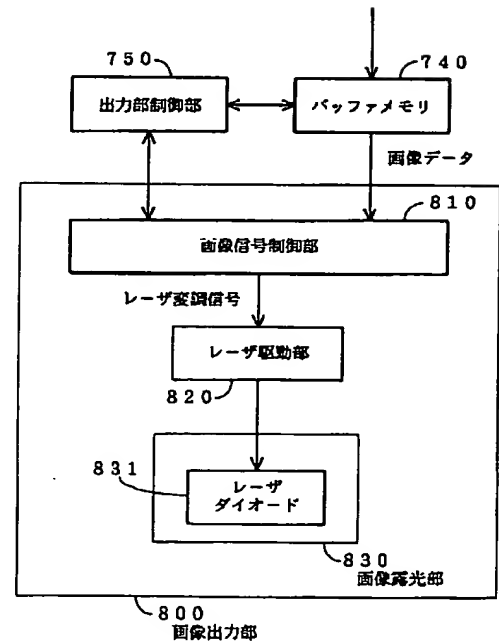 750
740
出力部制御部
バッファメモリ
画像データ
810
画像信号制御部
レーザ変調信号
レーザ駆動部
820
831
レーザ
ダイオード
830
画像露光部
800
画像出力部